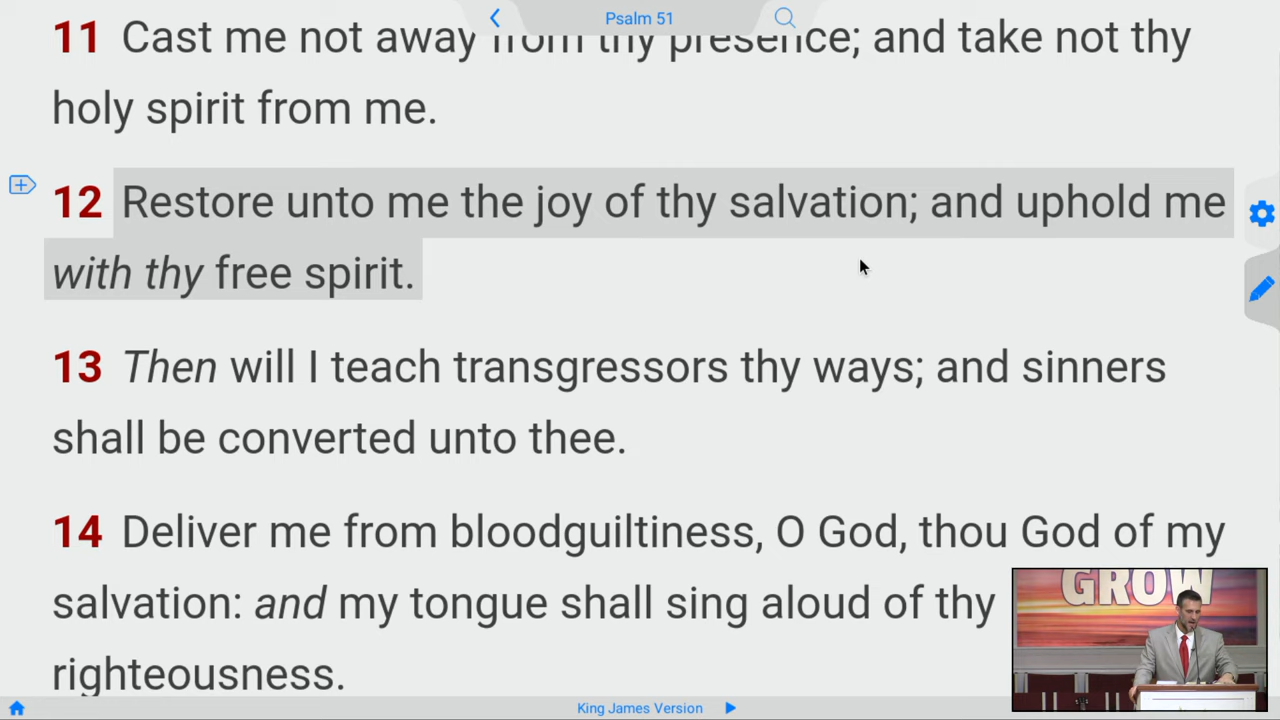 Psalm 51
11 Cast me not away from thy presence; and take not thy
holy spirit from me.
12 Restore unto me the joy of thy salvation; and uphold me
with thy free spirit.
13 Then will I teach transgressors thy ways; and sinners
shall be converted unto thee.
14 Deliver me from bloodguiltiness, O God, thou God of my
salvation: and my tongue shall sing aloud of thy
righteousness.
GROW
King James Version